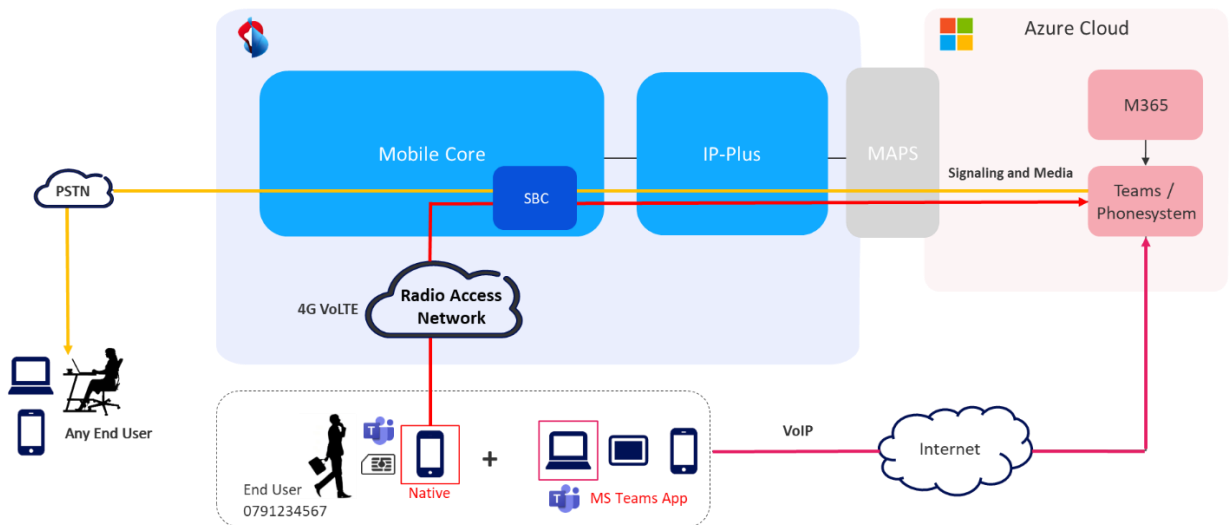 Azure Cloud
M365
Mobile Core
IP-Plus
MAPS
Signaling and Media
PSTN
SBC
Teams /
Phonesystem
4G VoLTE
Radio Access
Network
Any End User
T
End User
0791234567
Native
+
T
MS Teams App
VoIP
Internet